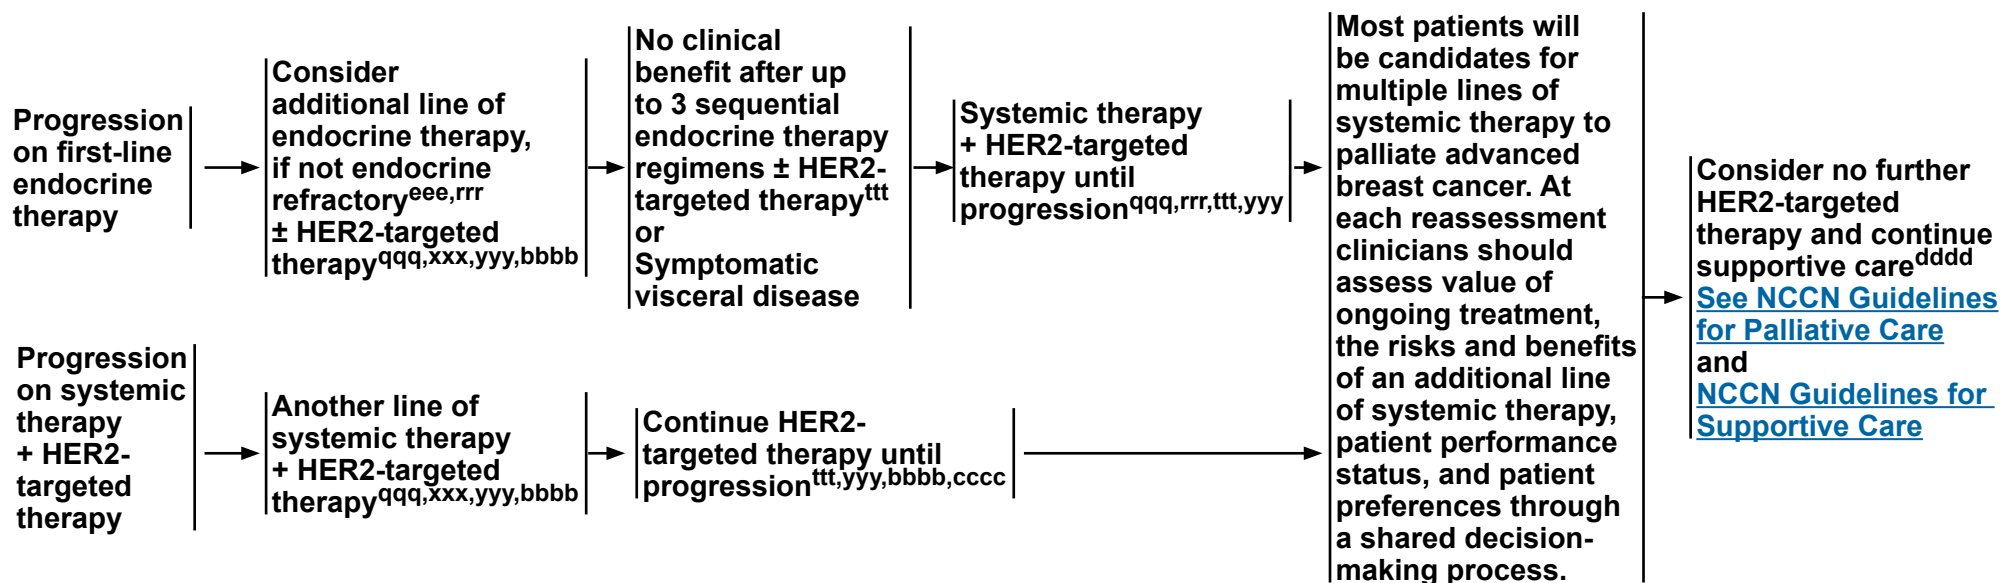 Progression
on first-line
endocrine
therapy
Consider
additional line of
endocrine therapy,
if not endocrine
refractoryeee,rrr
± HER2-targeted
therapyqqq,xxx,yyy,bbbb
No clinical
benefit after up
to 3 sequential
endocrine therapy
regimens ± HER2-
targeted therapyttt
or
Symptomatic
visceral disease
Systemic therapy
+ HER2-targeted
therapy until
progressionqqq,rrr,ttt,yyy
Progression
on systemic
therapy
+ HER2-
targeted
therapy
Another line of
systemic therapy
+ HER2-targeted
therapyqqq,xxx,yyy,bbbb
Continue HER2-
targeted therapy until
progressionttt,yyy,bbbb,cccc
Most patients will
be candidates for
multiple lines of
systemic therapy to
palliate advanced
breast cancer. At
each reassessment
clinicians should
assess value of
ongoing treatment,
the risks and benefits
of an additional line
of systemic therapy,
patient performance
status, and patient
preferences through
a shared decision-
making process.
Consider no further
HER2-targeted
therapy and continue
supportive caredddd
See NCCN Guidelines
for Palliative Care
and
NCCN Guidelines for
Supportive Care